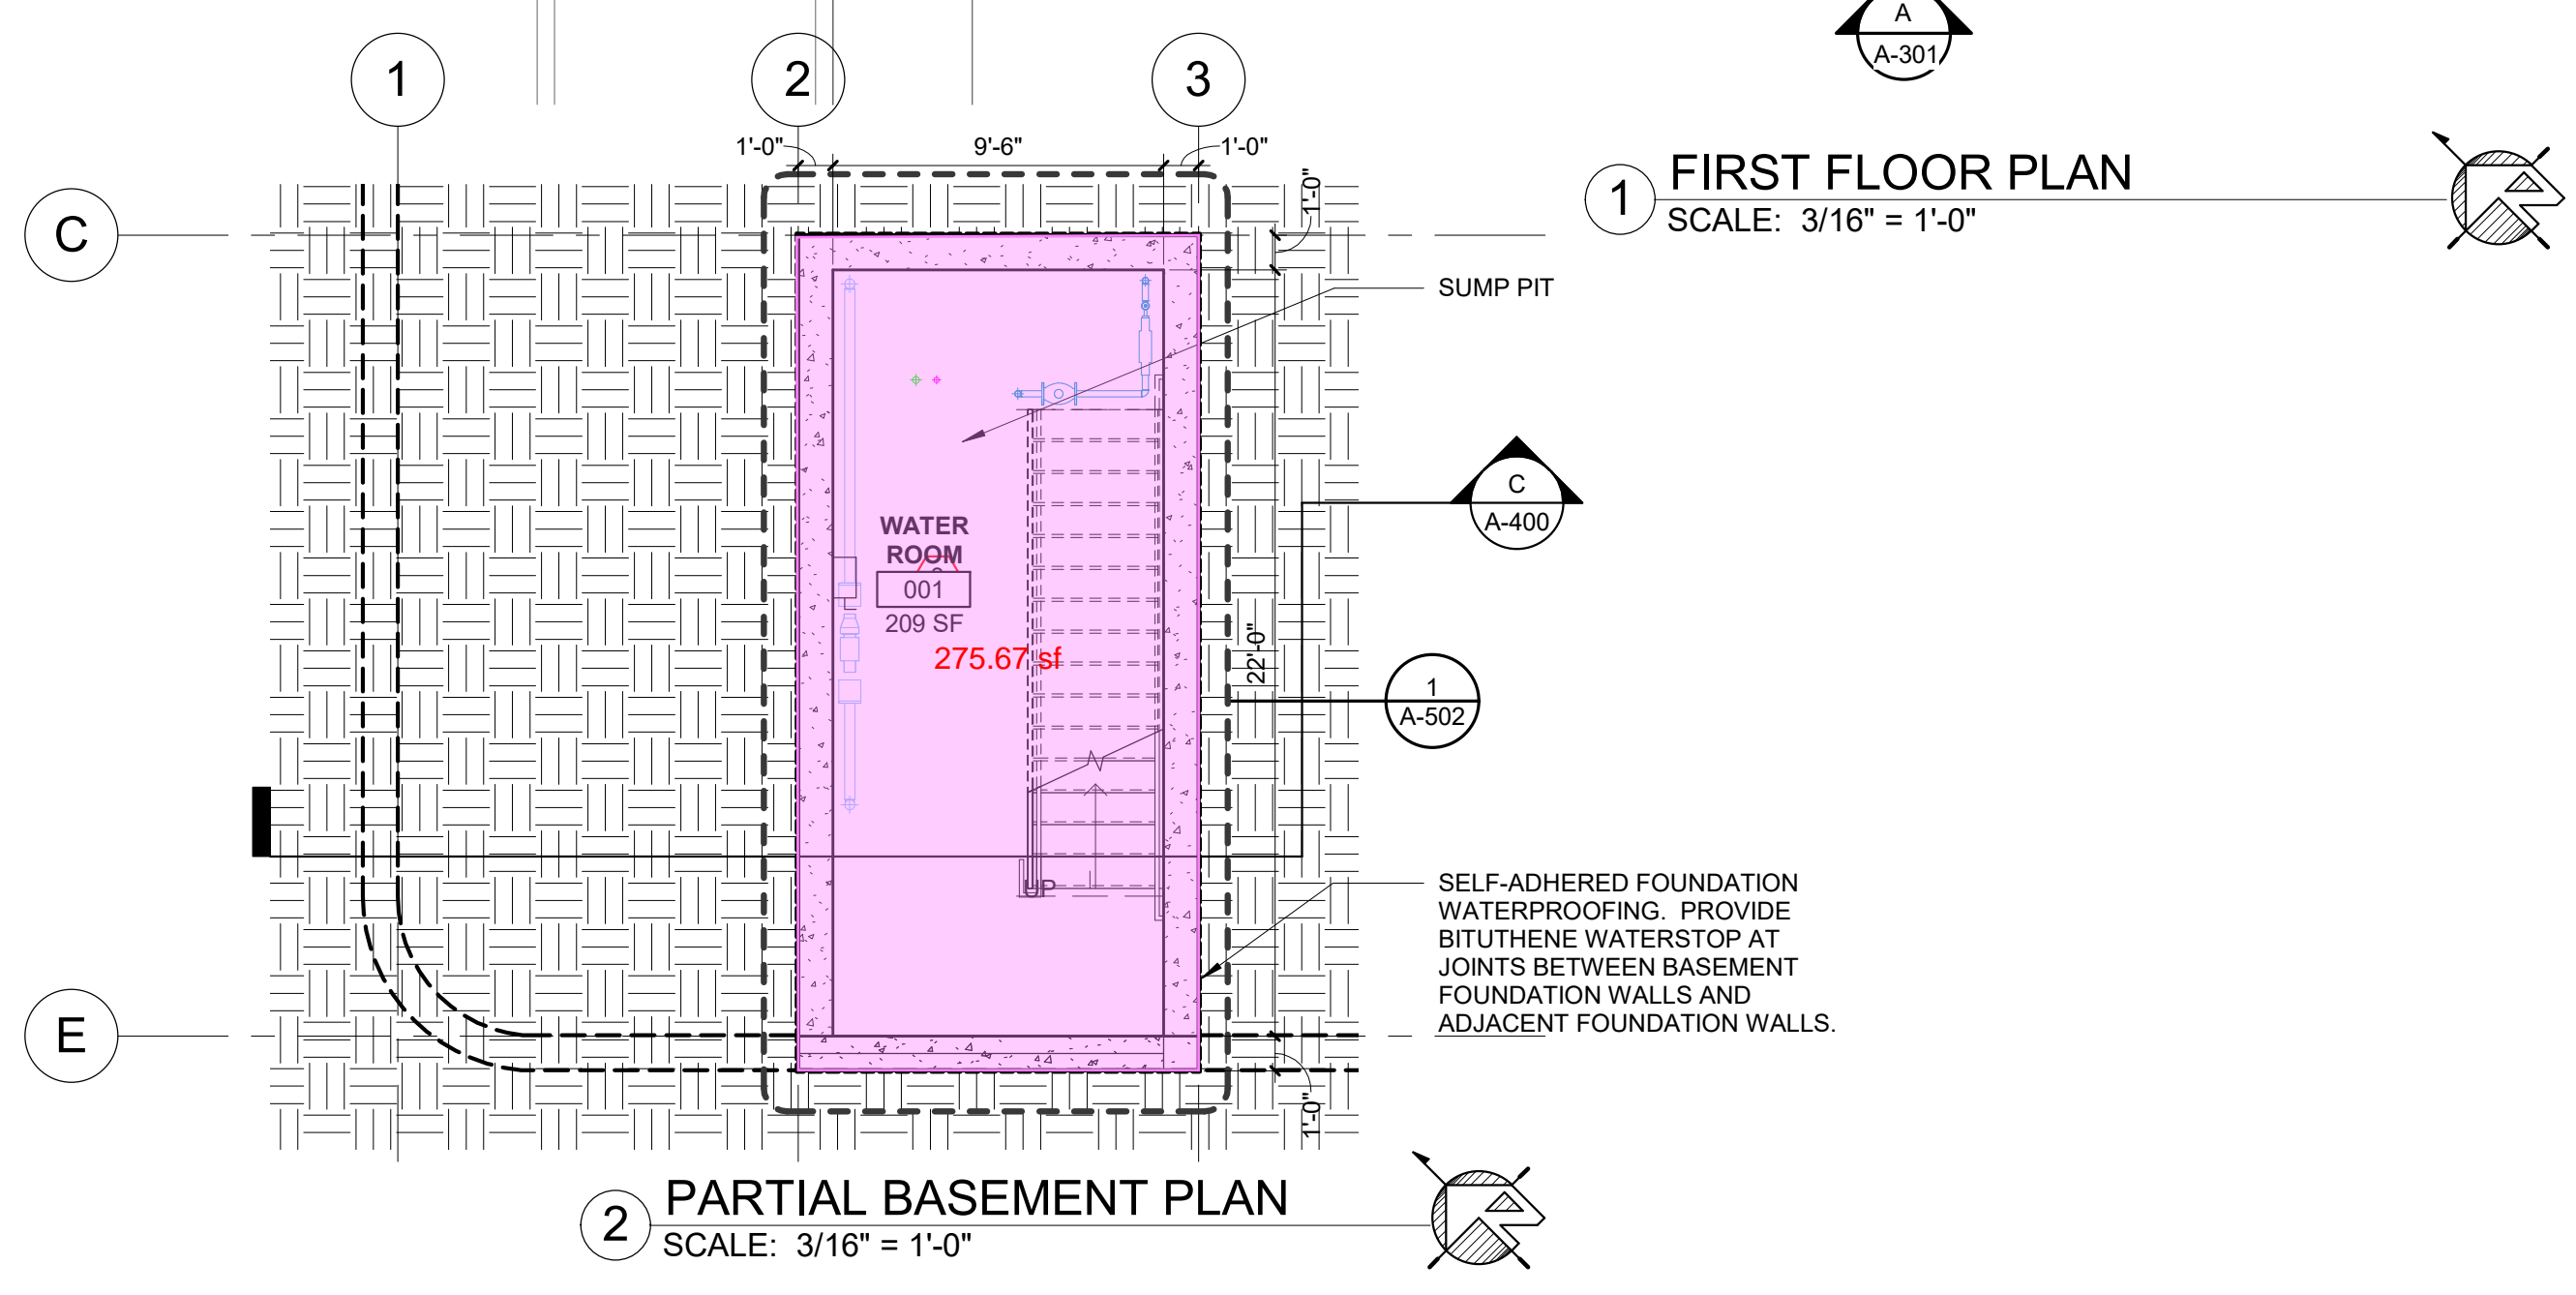 A
A-301
1
2
3
1'-0"
9'-6"
1'-0"
1'-0"
C
1
FIRST FLOOR PLAN
SCALE: 3/16" = 1'-0"
SUMP PIT
C
A-400
WATER
ROOM
001
209 SF
275.67 sf
22'-0"
1
A-502
UP
SELF-ADHERED FOUNDATION
WATERPROOFING. PROVIDE
BITUTHENE WATERSTOP AT
JOINTS BETWEEN BASEMENT
FOUNDATION WALLS AND
ADJACENT FOUNDATION WALLS.
E
1'-0"
2
PARTIAL BASEMENT PLAN
SCALE: 3/16" = 1'-0"